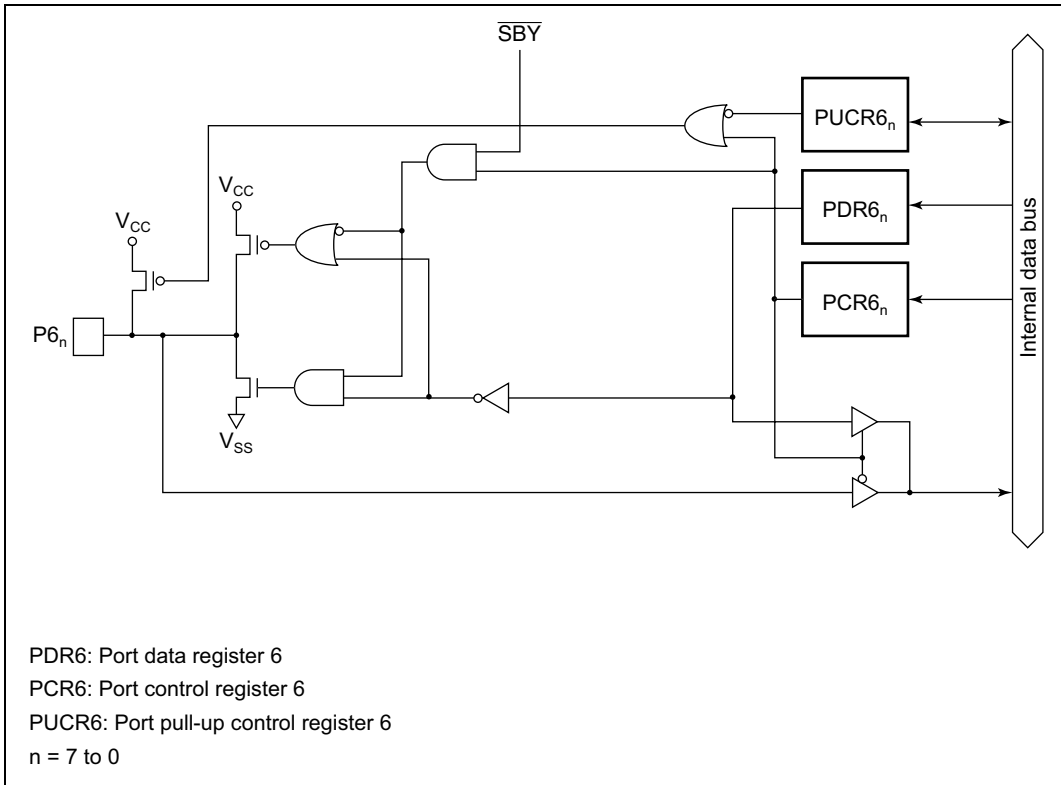 SBY
PUCR6n
VCC
PDR6n
VCC
PCR6n
P6n
VSS
Internal data bus
PDR6: Port data register 6
PCR6: Port control register 6
PUCR6: Port pull-up control register 6
n = 7 to 0